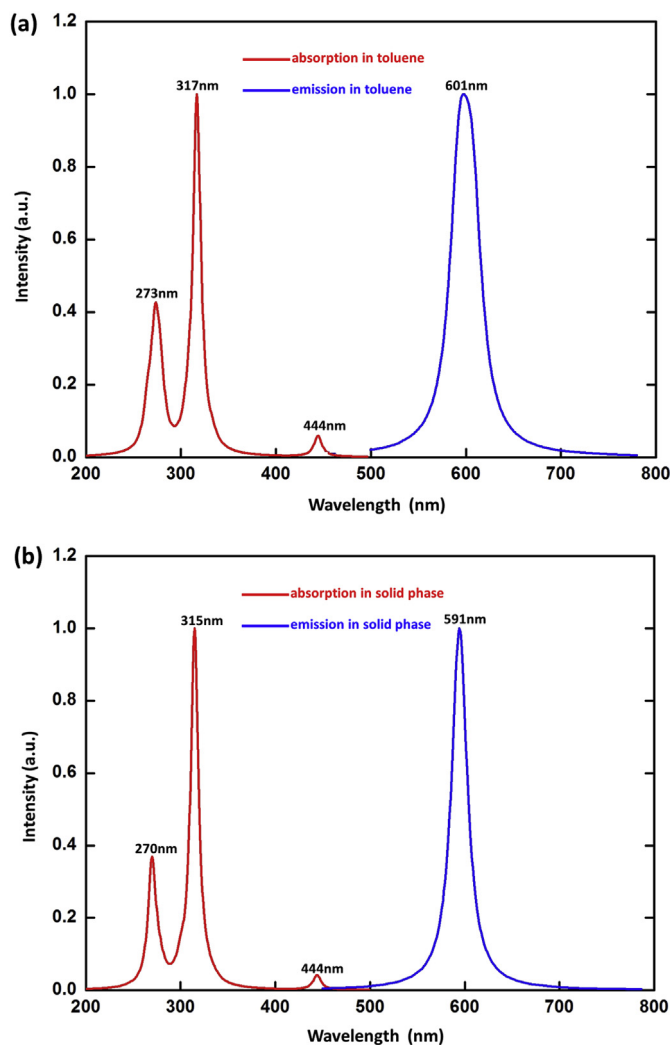 (a)
1.2
absorption in toluene
317nm
emission in toluene
601nm
1.0
0.8
Intensity (a.u.)
0.6
273nm
0.4
0.2
444nm
0.0
200 300 400 500 600 700 800
Wavelength (nm)
(b)
1.2
absorption in solid phase
315nm
emission in solid phase
591nm
1.0
0.8
Intensity (a.u.)
0.6
270nm
0.4
0.2
444nm
0.0
200 300 400 500 600 700 800
Wavelength (nm)